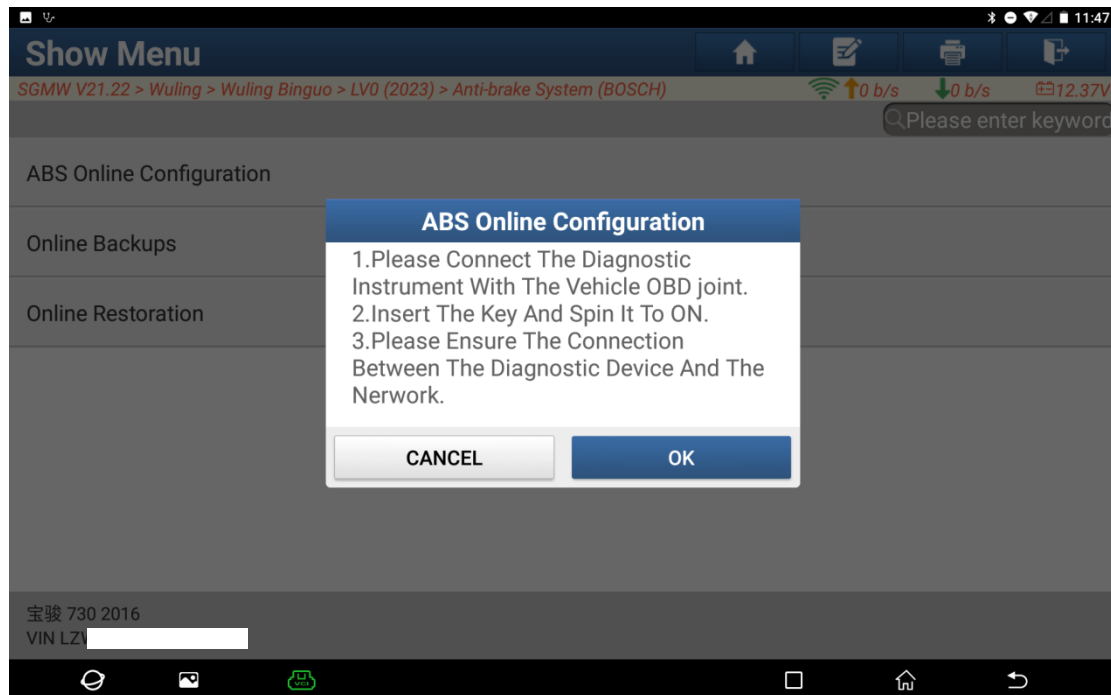 11:47
Show Menu
SGMW V21.22 > Wuling > Wuling Binguo > LV0 (2023) > Anti-brake System (BOSCH)
0 b/s
0 b/s
12.37V
Please enter keyword
ABS Online Configuration
Online Backups
Online Restoration
ABS Online Configuration
1.Please Connect The Diagnostic
Instrument With The Vehicle OBD joint.
2.Insert The Key And Spin It To ON.
3.Please Ensure The Connection
Between The Diagnostic Device And The
Nerwork.
CANCEL
OK
宝骏 730 2016
VIN LZ
VCI